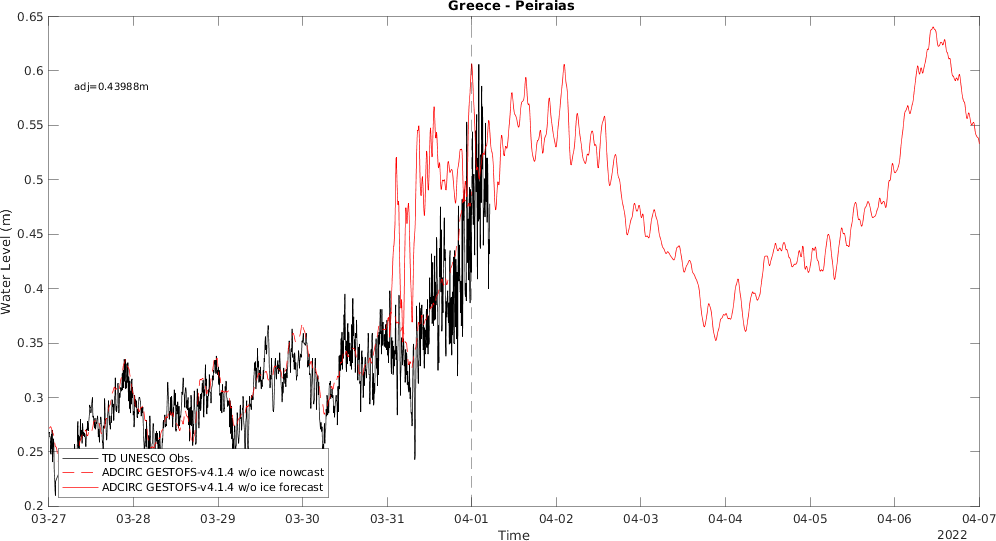 Greece - Peiraias
0.65
0.6
0.55
0.5
0.45
0.4
0.35
0.3
0.25
0.2
Water Level (m)
adj=0.43988m
TD UNESCO Obs.
ADCIRC GESTOFS-v4.1.4 w/o ice nowcast
ADCIRC GESTOFS-v4.1.4 w/o ice forecast
03-27 03-28 03-29 03-30 03-31 04-01 04-02 04-03 04-04 04-05 04-06 04-07
Time
2022